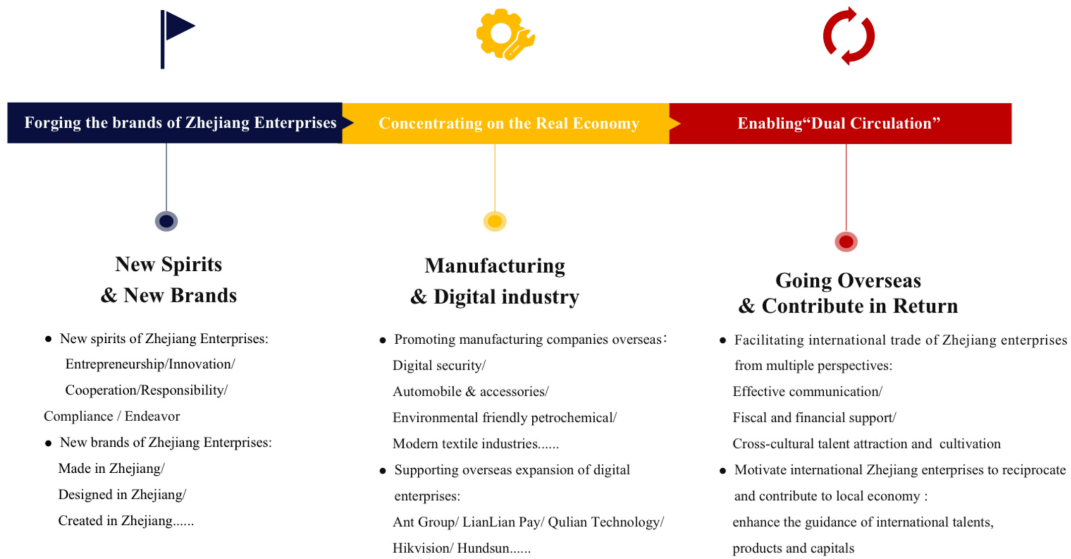 Forging the brands of Zhejiang Enterprises
Concentrating on the Real Economy
Enabling“Dual Circulation”
New Spirits
& New Brands
● New spirits of Zhejiang Enterprises:
Entrepreneurship/Innovation/
Cooperation/Responsibility/
Compliance / Endeavor
● New brands of Zhejiang Enterprises:
Made in Zhejiang/
Designed in Zhejiang/
Created in Zhejiang......
Manufacturing
& Digital industry
● Promoting manufacturing companies overseas:
Digital security/
Automobile & accessories/
Environmental friendly petrochemical/
Modern textile industries......
● Supporting overseas expansion of digital
enterprises:
Ant Group/ LianLian Pay/ Qulian Technology/
Hikvision/ Hundsun......
Going Overseas
& Contribute in Return
● Facilitating international trade of Zhejiang enterprises
from multiple perspectives:
Effective communication/
Fiscal and financial support/
Cross-cultural talent attraction and cultivation
● Motivate international Zhejiang enterprises to reciprocate
and contribute to local economy :
enhance the guidance of international talents,
products and capitals